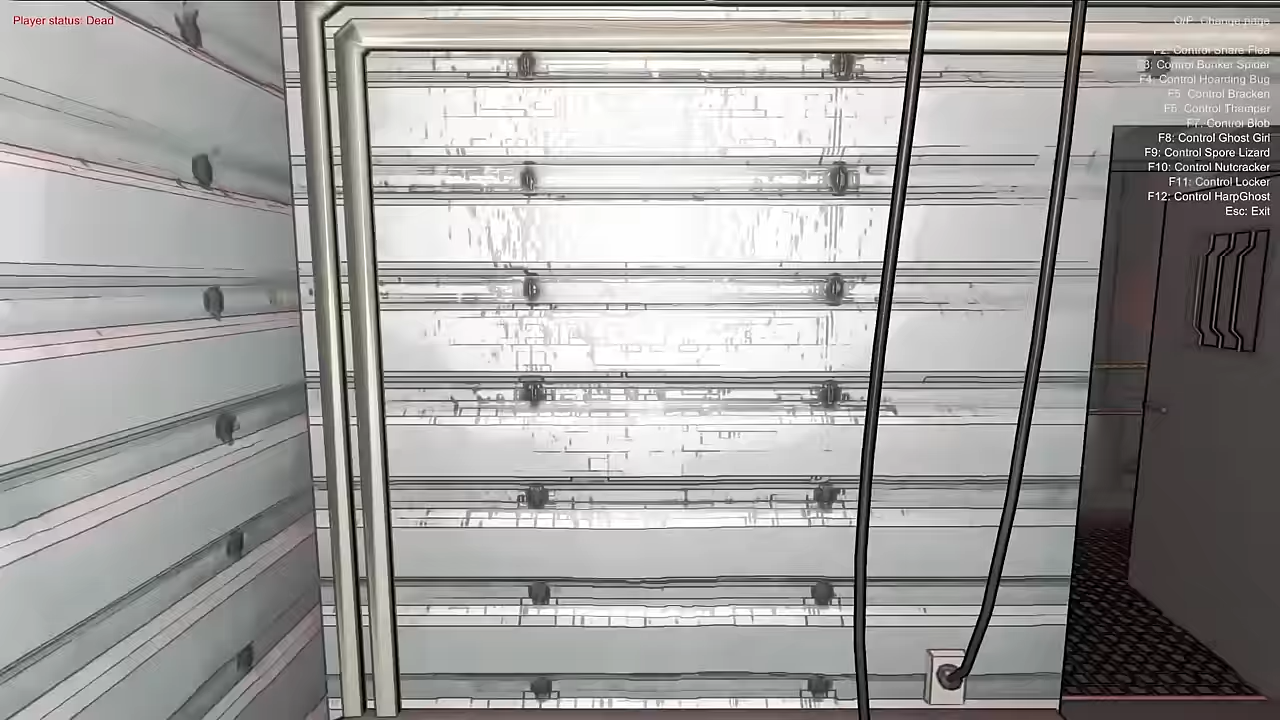 Player status: Dead
O/P: Change page
F2: Control Snare Flea
F3: Control Bunker Spider
F4: Control Hoarding Bug
F5: Control Bracken
F6: Control Thumper
F7: Control Blob
F8: Control Ghost Girl
F9: Control Spore Lizard
F10: Control Nutcracker
F11: Control Locker
F12: Control HarpGhost
Esc: Exit